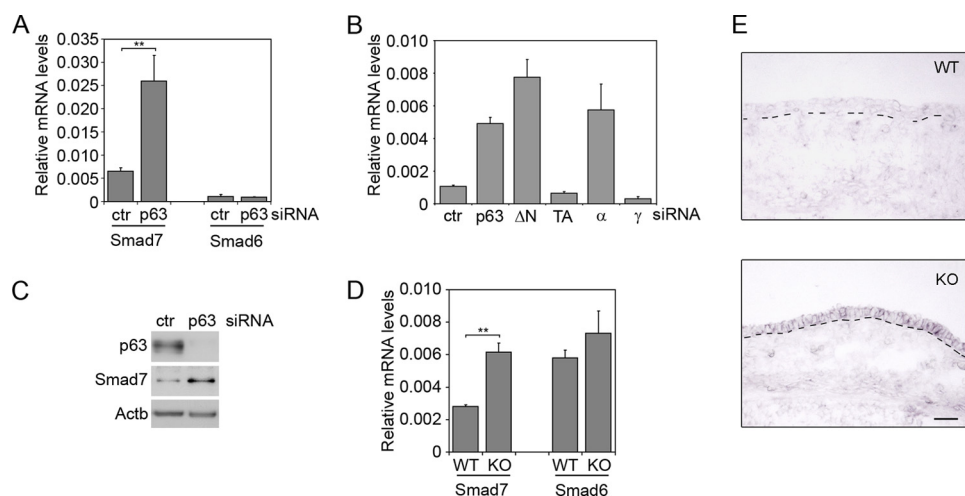 A
Relative mRNA levels
0.035
0.030
0.025
0.020
0.015
0.010
0.005
0
**
ctr p63 ctr p63 siRNA
Smad7 Smad6
B
Relative mRNA levels
0.010
0.008
0.006
0.004
0.002
0
ctr p63 ΔN TA α γ siRNA
C
ctr p63 siRNA
p63
Smad7
Actb
D
Relative mRNA levels
0.010
0.008
0.006
0.004
0.002
0
**
WT KO WT KO
Smad7 Smad6
E
WT
KO